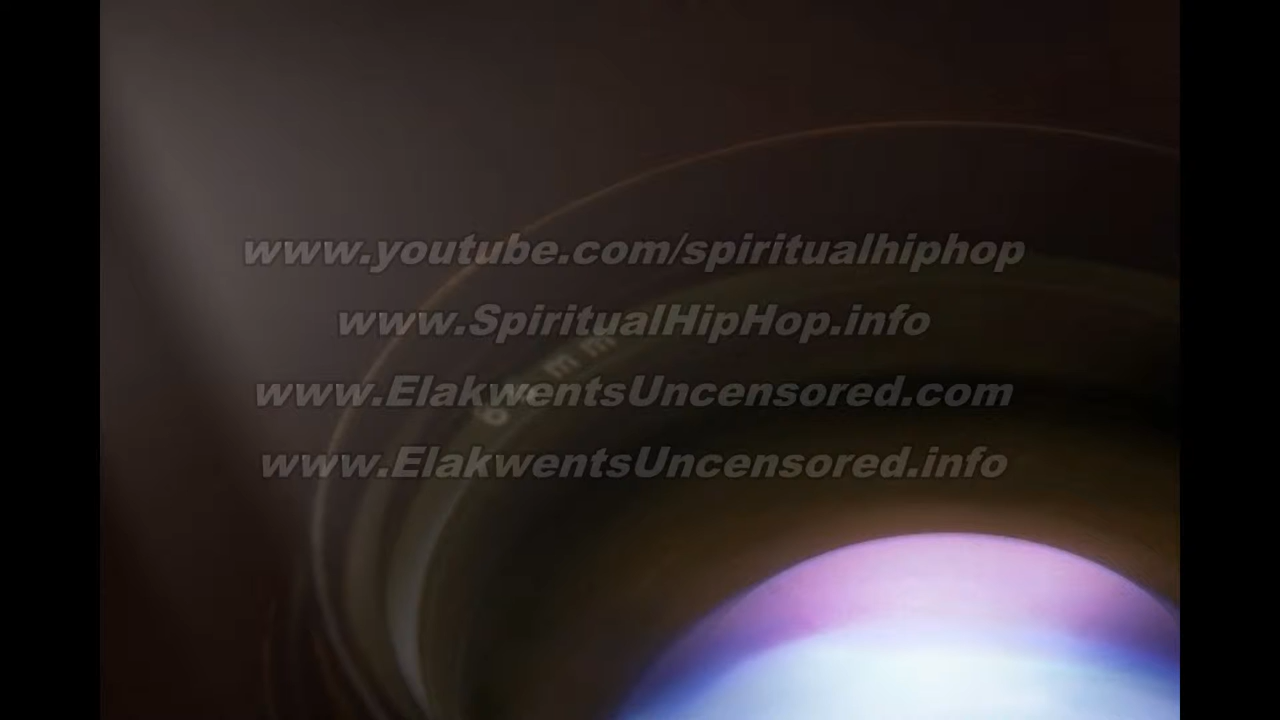 www.youtube.com/spiritualhiphop
www.SpiritualHipHop.info
www.ElakwentsUncensored.com
www.ElakwentsUncensored.info